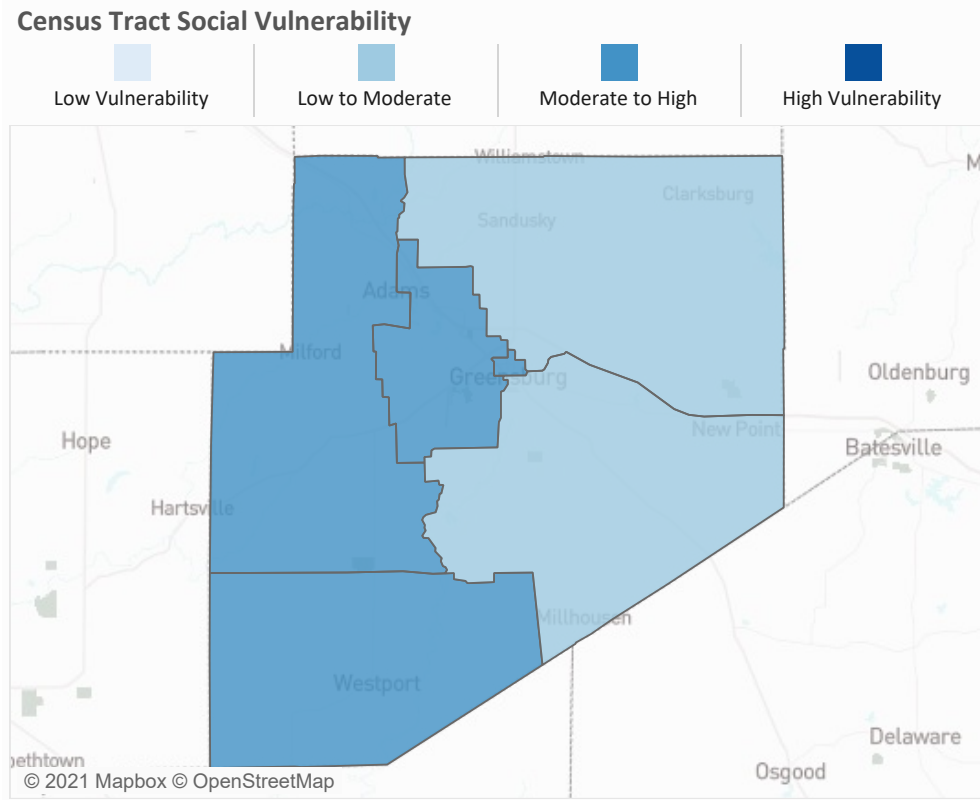 Census Tract Social Vulnerability
Low Vulnerability
Low to Moderate
Moderate to High
High Vulnerability
Williamstown
M
Clarksburg
Sandusky
Adams
Milford
Greensburg
Oldenburg
New Point
Hope
Batesville
Hartsville
Millhousen
Westport
Delaware
bethtown
Osgood
© 2021 Mapbox © OpenStreetMap